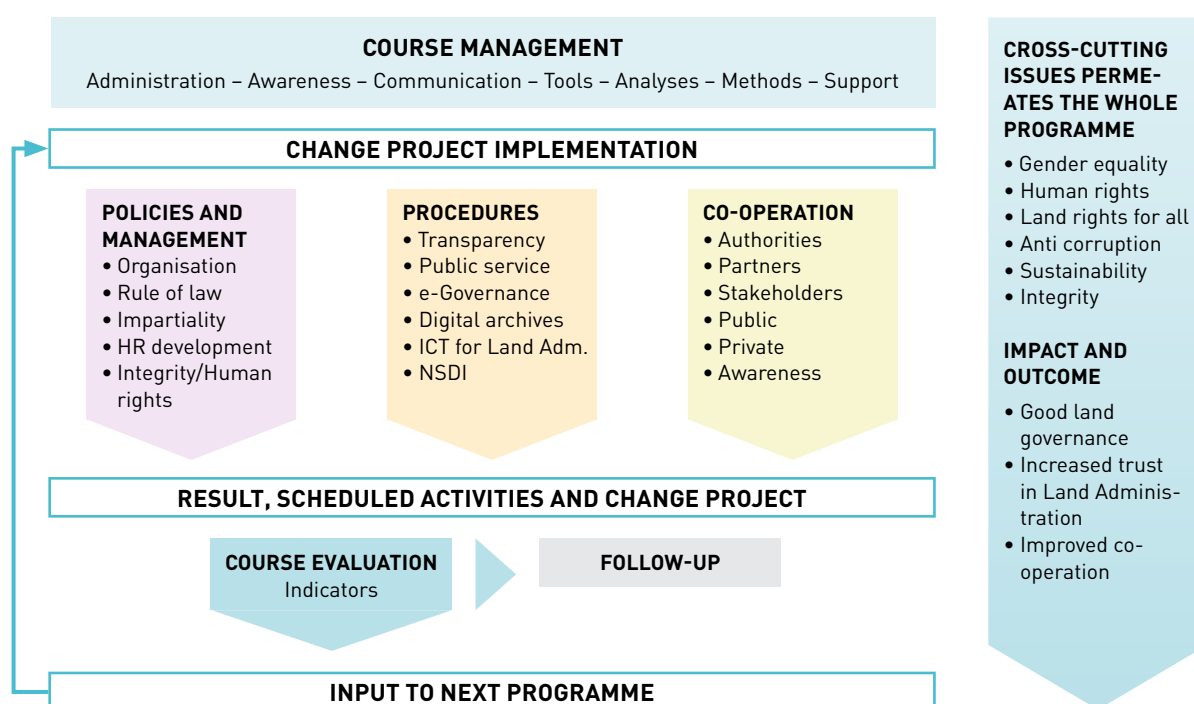 COURSE MANAGEMENT
Administration – Awareness – Communication – Tools – Analyses – Methods – Support
CHANGE PROJECT IMPLEMENTATION
POLICIES AND
MANAGEMENT
• Organisation
• Rule of law
• Impartiality
• HR development
• Integrity/Human
rights
PROCEDURES
• Transparency
• Public service
• e-Governance
• Digital archives
• ICT for Land Adm.
• NSDI
CO-OPERATION
• Authorities
• Partners
• Stakeholders
• Public
• Private
• Awareness
RESULT, SCHEDULED ACTIVITIES AND CHANGE PROJECT
COURSE EVALUATION
Indicators
FOLLOW-UP
INPUT TO NEXT PROGRAMME
CROSS-CUTTING
ISSUES PERME-
ATES THE WHOLE
PROGRAMME
• Gender equality
• Human rights
• Land rights for all
• Anti corruption
• Sustainability
• Integrity
IMPACT AND
OUTCOME
• Good land
governance
• Increased trust
in Land Adminis-
tration
• Improved co-
operation